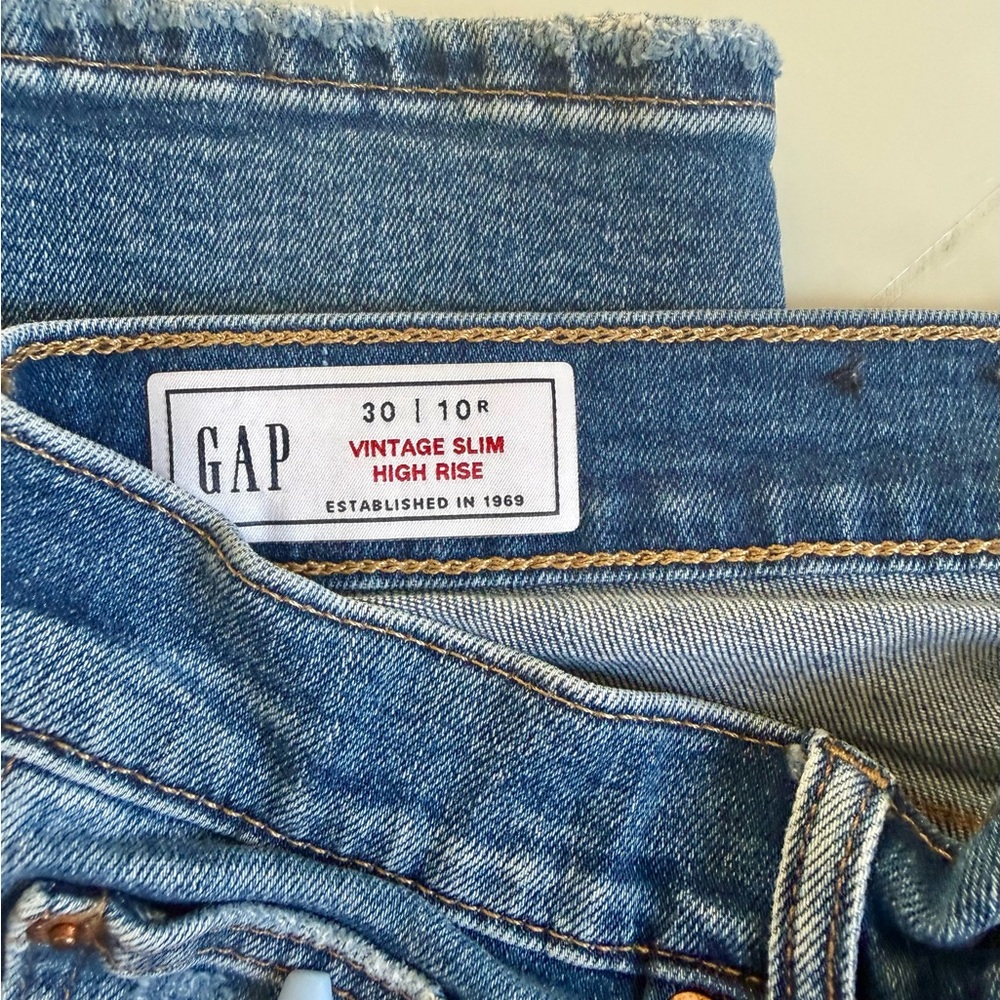 GAP
30 | 10R
VINTAGE SLIM
HIGH RISE
ESTABLISHED IN 1969